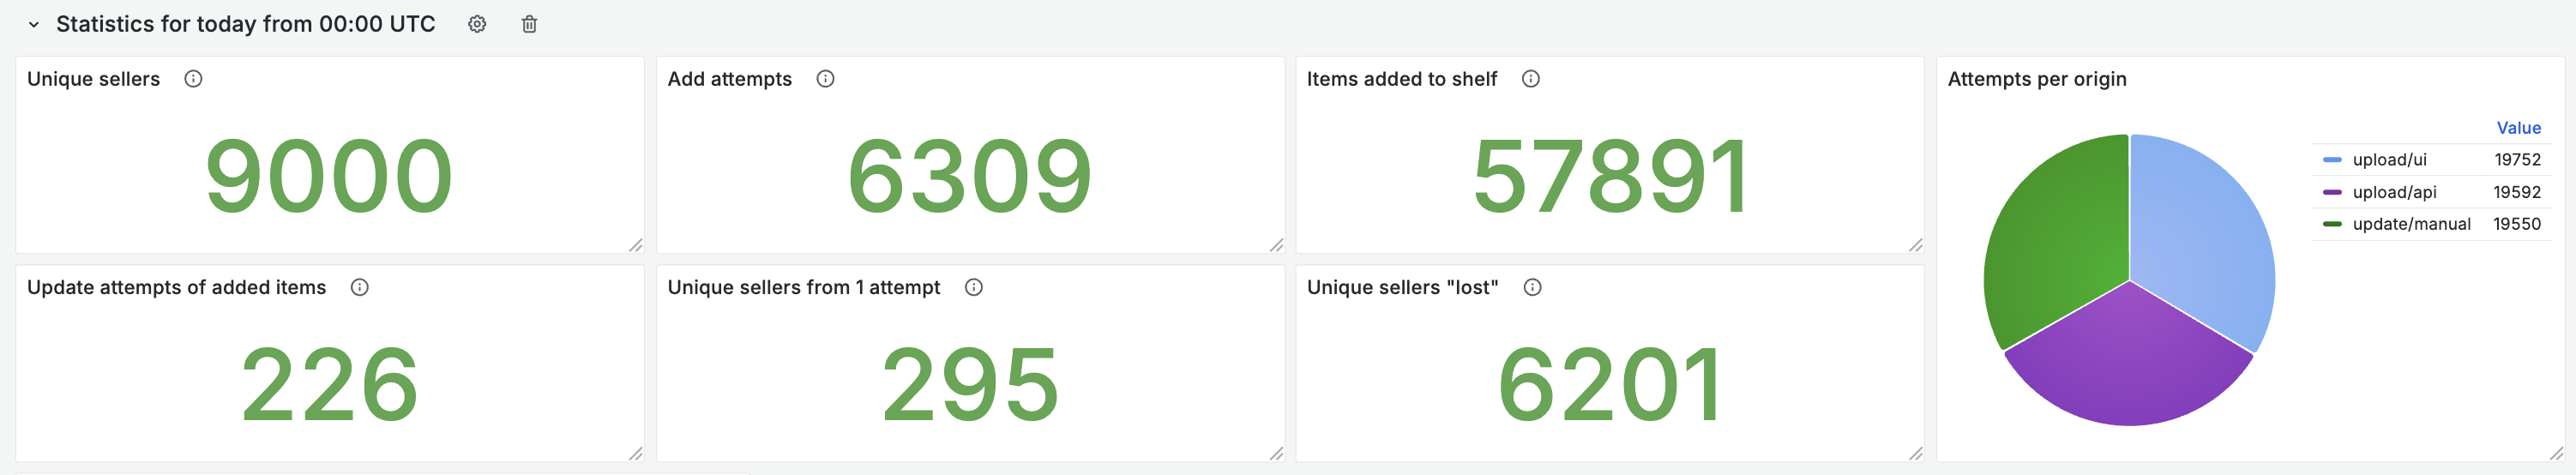 Statistics for today from 00:00 UTC
Unique sellers
9000
Add attempts
6309
Items added to shelf
57891
Attempts per origin
Value
upload/ui 19752
upload/api 19592
update/manual 19550
Update attempts of added items
226
Unique sellers from 1 attempt
295
Unique sellers "lost"
6201